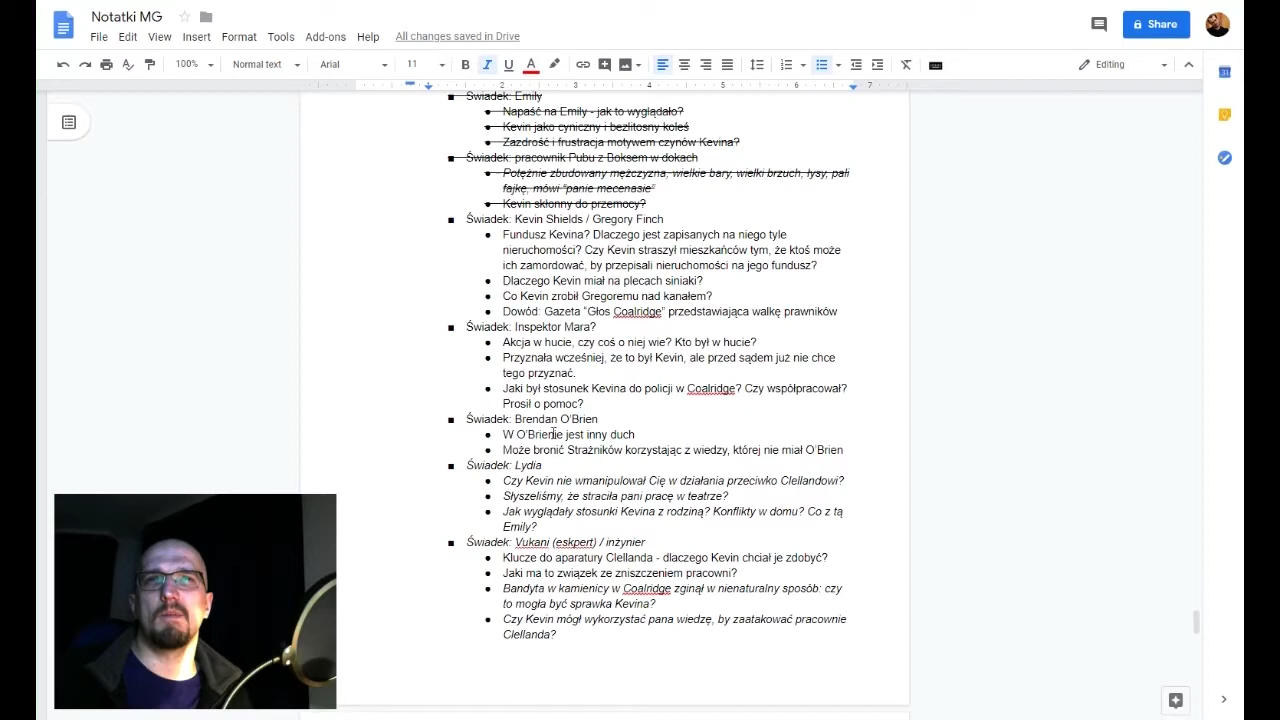 Notatki MG
File Edit View Insert Format Tools Add-ons Help All changes saved in Drive
Share
100% Normal text Arial 11 B I U A Editing
2 3 4 5 6 7
Świadek: Emily
Napaść na Emily - jak to wyglądało?
Kevin jako cyniczny i bezlitosny koleś
Zazdrość i frustracja motywem czynów Kevina?
Świadek: pracownik Pubu z Boksem w dokach
Potężnie zbudowany mężczyzna, wielkie bary, wielki brzuch, łysy, pali
fajkę, mówi “panie mecenasie”
Kevin skłonny do przemocy?
Świadek: Kevin Shields / Gregory Finch
Fundusz Kevina? Dlaczego jest zapisanych na niego tyle
nieruchomości? Czy Kevin straszył mieszkańców tym, że ktoś może
ich zamordować, by przepisali nieruchomości na jego fundusz?
Dlaczego Kevin miał na plecach siniaki?
Co Kevin zrobił Gregoremu nad kanałem?
Dowód: Gazeta “Głos Coalridge” przedstawiająca walkę prawników
Świadek: Inspektor Mara?
Akcja w hucie, czy coś o niej wie? Kto był w hucie?
Przyznała wcześniej, że to był Kevin, ale przed sądem już nie chce
tego przyznać.
Jaki był stosunek Kevina do policji w Coalridge? Czy współpracował?
Prosił o pomoc?
Świadek: Brendan O’Brien
W O’Brienie jest inny duch
Może bronić Strażników korzystając z wiedzy, której nie miał O’Brien
Świadek: Lydia
Czy Kevin nie wmanipulował Cię w działania przeciwko Clellandowi?
Słyszeliśmy, że straciła pani pracę w teatrze?
Jak wyglądały stosunki Kevina z rodziną? Konflikty w domu? Co z tą
Emily?
Świadek: Vukani (eskpert) / inżynier
Klucze do aparatury Clellanda - dlaczego Kevin chciał je zdobyć?
Jaki ma to związek ze zniszczeniem pracowni?
Bandyta w kamienicy w Coalridge zginął w nienaturalny sposób: czy
to mogła być sprawka Kevina?
Czy Kevin mógł wykorzystać pana wiedzę, by zaatakować pracownie
Clellanda?